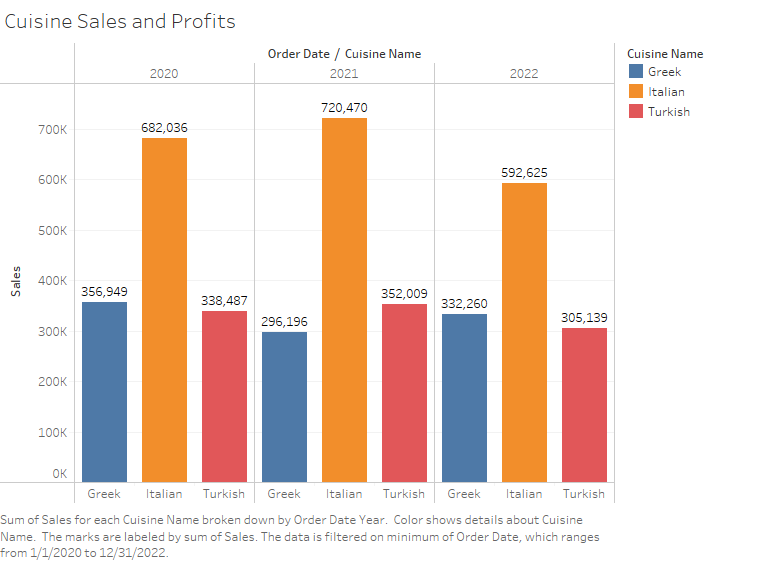 Cuisine Sales and Profits
Order Date / Cuisine Name
2020 2021 2022
Cuisine Name
Greek
Italian
Turkish
Sales
700K
600K
500K
400K
300K
200K
100K
0K
356,949 682,036 338,487 296,196 720,470 352,009 332,260 592,625 305,139
Greek Italian Turkish Greek Italian Turkish Greek Italian Turkish
Sum of Sales for each Cuisine Name broken down by Order Date Year. Color shows details about Cuisine
Name. The marks are labeled by sum of Sales. The data is filtered on minimum of Order Date, which ranges
from 1/1/2020 to 12/31/2022.